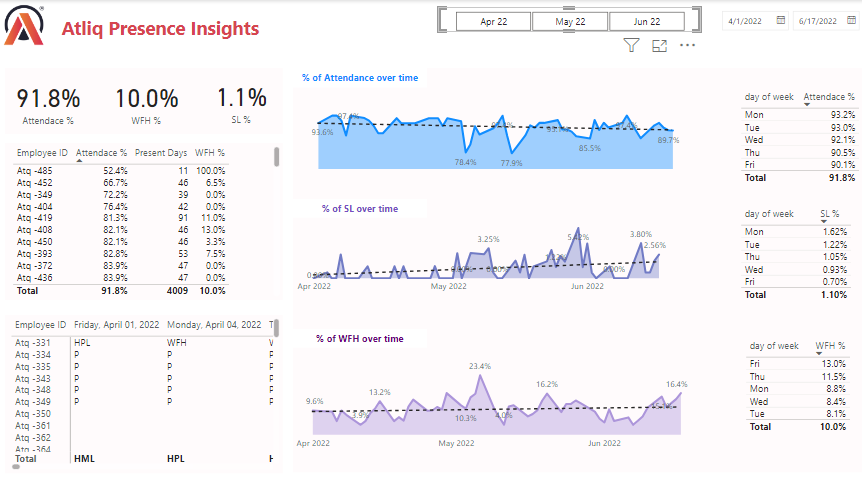 Atliq
Atliq Presence Insights
Apr 22 May 22 Jun 22
4/1/2022 6/17/2022
91.8% 10.0% 1.1%
Attendace % WFH % SL %
Employee ID Attendace % Present Days WFH %
Atq -485 52.4% 11 100.0%
Atq -452 66.7% 46 6.5%
Atq -349 72.2% 39 0.0%
Atq -404 76.4% 42 0.0%
Atq -419 81.3% 91 11.0%
Atq -408 82.1% 46 13.0%
Atq -450 82.1% 46 3.3%
Atq -393 82.8% 53 7.5%
Atq -372 83.9% 47 0.0%
Atq -436 83.9% 47 0.0%
Total 91.8% 4009 10.0%
Employee ID Friday, April 01, 2022 Monday, April 04, 2022 T
Atq -331 HPL WFH
Atq -334 P P P
Atq -335 P P P
Atq -343 P P P
Atq -348 P P P
Atq -349 P P P
Atq -350
Atq -361
Atq -362
Atq -364
Total HML HPL
% of Attendance over time
93.6%
78.4%
77.9%
85.5%
89.7%
% of SL over time
3.25%
3.80%
2.56%
Apr 2022 May 2022 Jun 2022
% of WFH over time
9.6%
3.9%
13.2%
10.3%
23.4%
4.0%
16.2%
16.4%
Apr 2022 May 2022 Jun 2022
day of week Attendace %
Mon 93.2%
Tue 93.0%
Wed 92.1%
Thu 90.5%
Fri 90.1%
Total 91.8%
day of week SL %
Mon 1.62%
Tue 1.22%
Thu 1.05%
Wed 0.93%
Fri 0.70%
Total 1.10%
day of week WFH %
Fri 13.0%
Thu 11.5%
Mon 8.8%
Wed 8.4%
Tue 8.1%
Total 10.0%